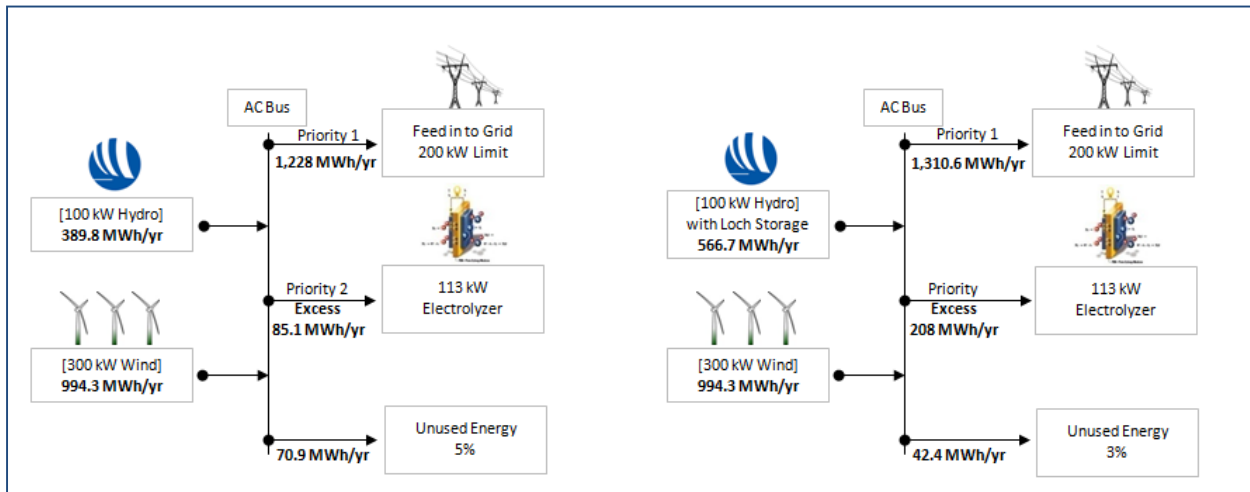 AC Bus
Priority 1
1,228 MWh/yr
Feed in to Grid
200 kW Limit
[100 kW Hydro]
389.8 MWh/yr
Priority 2
Excess
85.1 MWh/yr
113 kW
Electrolyzer
[300 kW Wind]
994.3 MWh/yr
70.9 MWh/yr
Unused Energy
5%
AC Bus
Priority 1
1,310.6 MWh/yr
Feed in to Grid
200 kW Limit
[100 kW Hydro]
with Loch Storage
566.7 MWh/yr
Priority
Excess
208 MWh/yr
113 kW
Electrolyzer
[300 kW Wind]
994.3 MWh/yr
42.4 MWh/yr
Unused Energy
3%